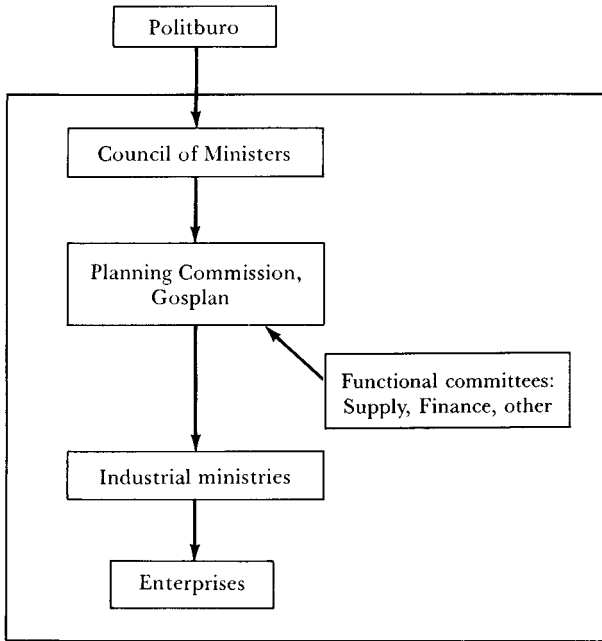 Politburo
Council of Ministers
Planning Commission,
Gosplan
Functional committees:
Supply, Finance, other
Industrial ministries
Enterprises